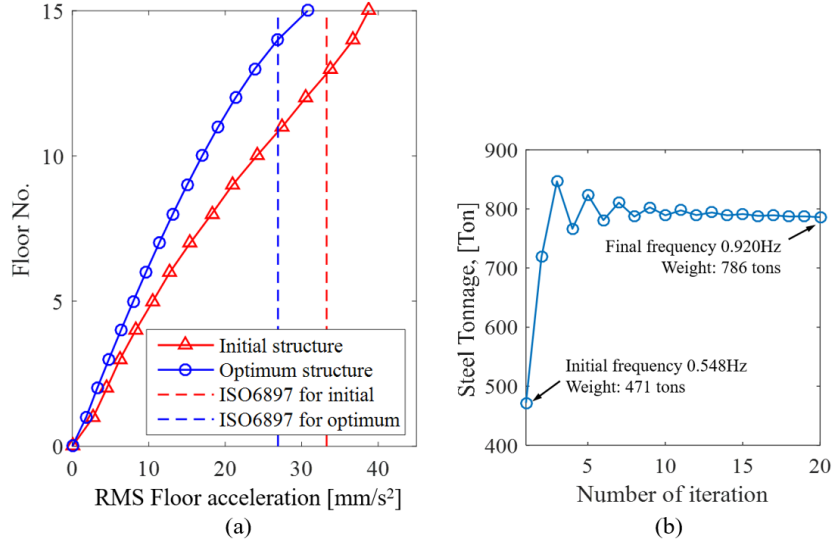 15
10
5
0
Floor No.
Initial structure
Optimum structure
ISO6897 for initial
ISO6897 for optimum
0 10 20 30 40
RMS Floor acceleration [mm/s²]
(a)
900
800
700
600
500
400
Steel Tonnage, [Ton]
Final frequency 0.920Hz
Weight: 786 tons
Initial frequency 0.548Hz
Weight: 471 tons
5 10 15 20
Number of iteration
(b)